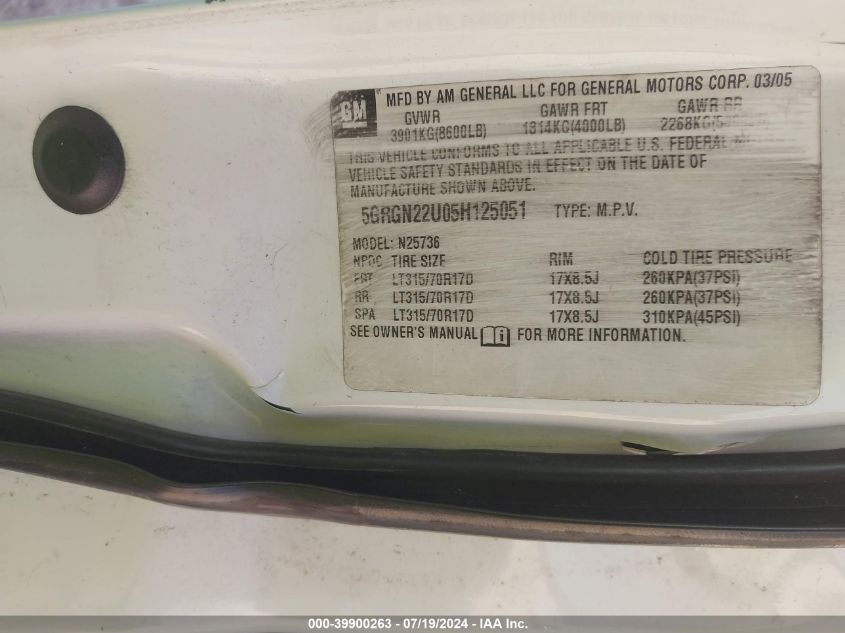 GM MFD BY AM GENERAL LLC FOR GENERAL MOTORS CORP. 03/05
GVWR GAWR FRT GAWR RR
3901KG(8600LB) 1814KG(4000LB) 2268KG
THIS VEHICLE CONFORMS TO ALL APPLICABLE U.S. FEDERAL
VEHICLE SAFETY STANDARDS IN EFFECT ON THE DATE OF
MANUFACTURE SHOWN ABOVE.
5GRGN22U05H125051 TYPE: M.P.V.
MODEL: N25736
TIRE SIZE RIM COLD TIRE PRESSURE
FRT LT315/70R17D 17X8.5J 260KPA(37PSI)
RR LT315/70R17D 17X8.5J 260KPA(37PSI)
SPA LT315/70R17D 17X8.5J 310KPA(45PSI)
SEE OWNER'S MANUAL FOR MORE INFORMATION.
000-39900263 - 07/19/2024 - IAA Inc.